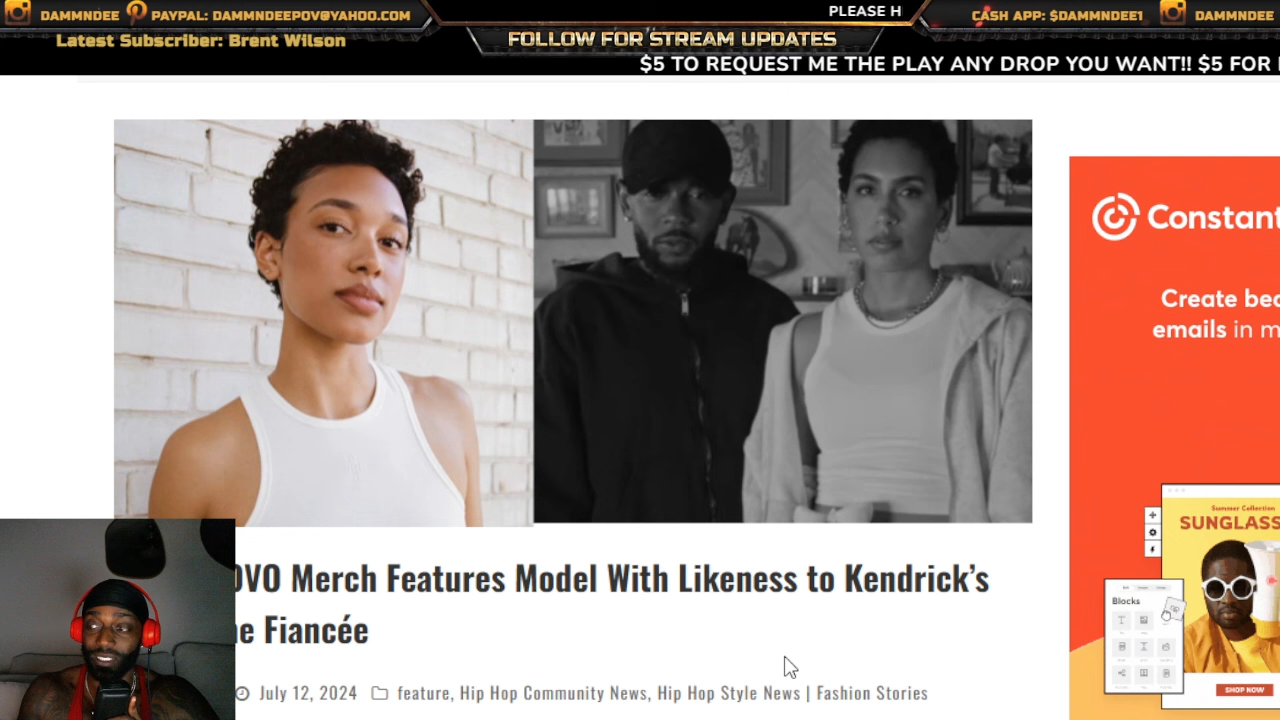 DAMMNDEE
PAYPAL: DAMMNDEEPOV@YAHOO.COM
PLEASE H
CASH APP: $DAMMNDEE1
DAMMNDEE
Latest Subscriber: Brent Wilson
FOLLOW FOR STREAM UPDATES
$5 TO REQUEST ME THE PLAY ANY DROP YOU WANT!! $5 FOR
Constant
Create bea
emails in m
Summer Collection
SUNGLASS
Blocks
SHOP NOW
OVO Merch Features Model With Likeness to Kendrick's
e Fiancée
July 12, 2024 feature, Hip Hop Community News, Hip Hop Style News | Fashion Stories